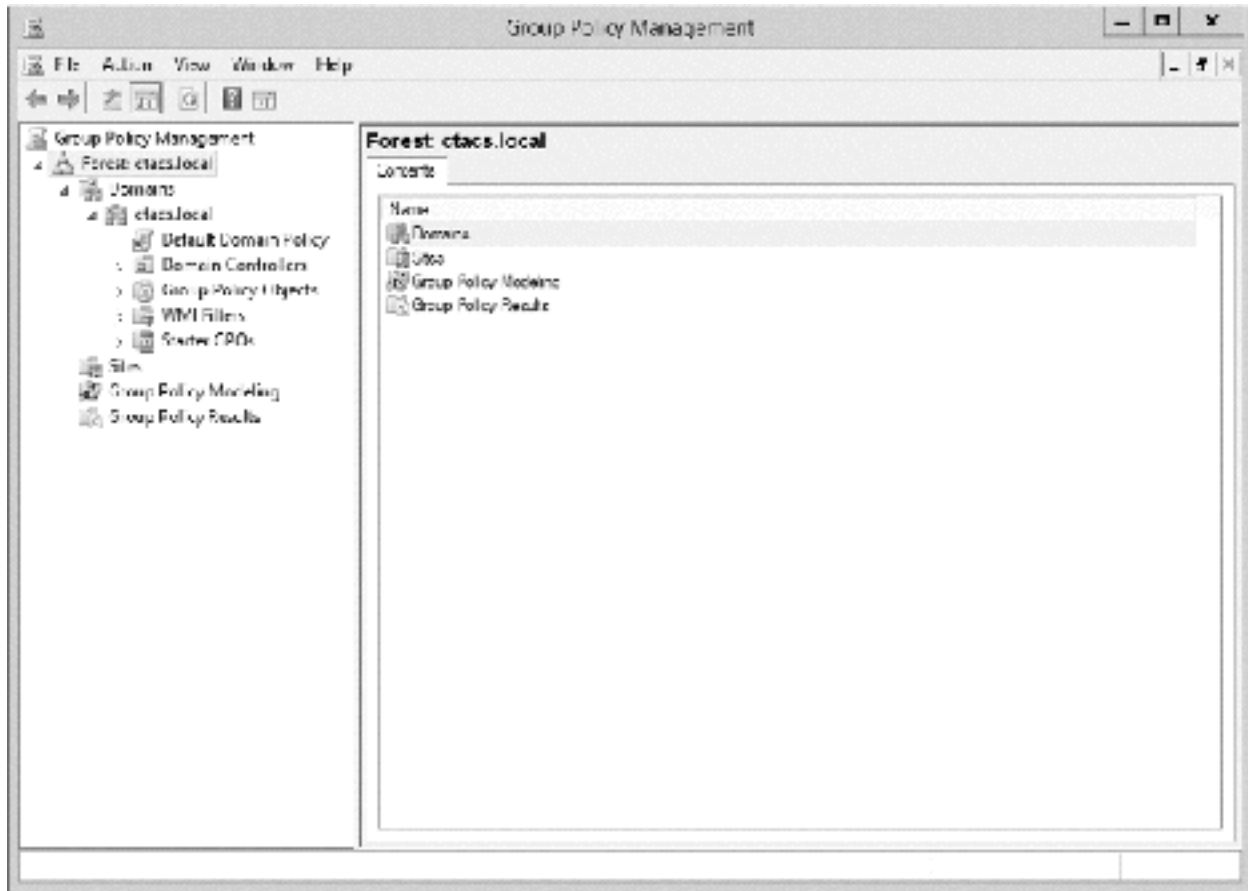 Group Policy Management
File Action View Window Help
Group Policy Management
Forest: ctacs.local
Domains
ctacs.local
Default Domain Policy
Domain Controllers
Group Policy Objects
WMI Filters
Starter GPOs
Sites
Group Policy Modeling
Group Policy Results
Forest: ctacs.local
Contents
Name
Domains
Sites
Group Policy Modeling
Group Policy Results